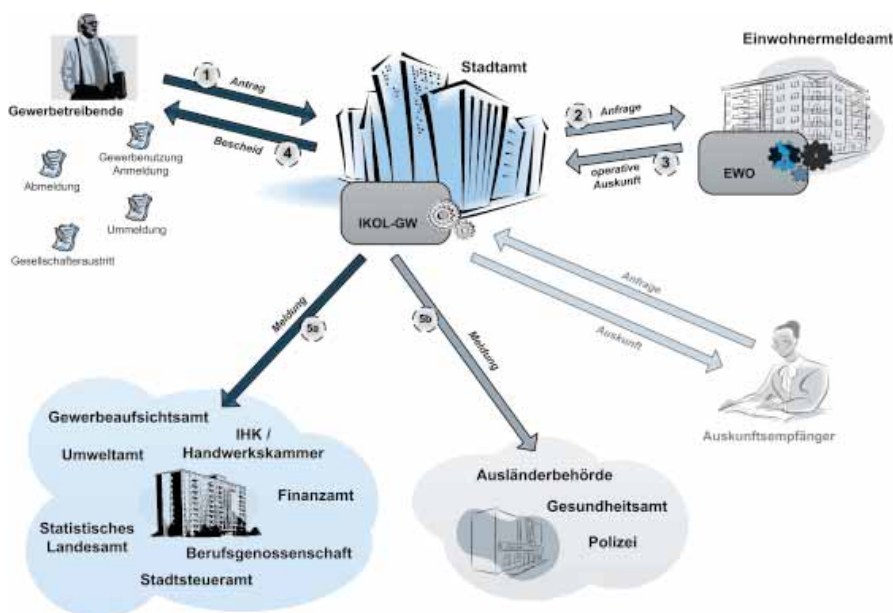 Einwohnermeldeamt
Stadtamt
1
Antrag
2
Anfrage
Gewerbetreibende
Bescheid
4
operative
Auskunft
3
EWO
Gewerbenutzung
Anmeldung
Abmeldung
Ummeldung
Gesellschafteraustritt
IKOL-GW
Anfrage
Auskunft
Meldung
5a
5b
Meldung
Auskunftsempfänger
Gewerbeaufsichtsamt
IHK /
Handwerkskammer
Umweltamt
Finanzamt
Statistisches
Landesamt
Berufsgenossenschaft
Stadtsteueramt
Ausländerbehörde
Gesundheitsamt
Polizei